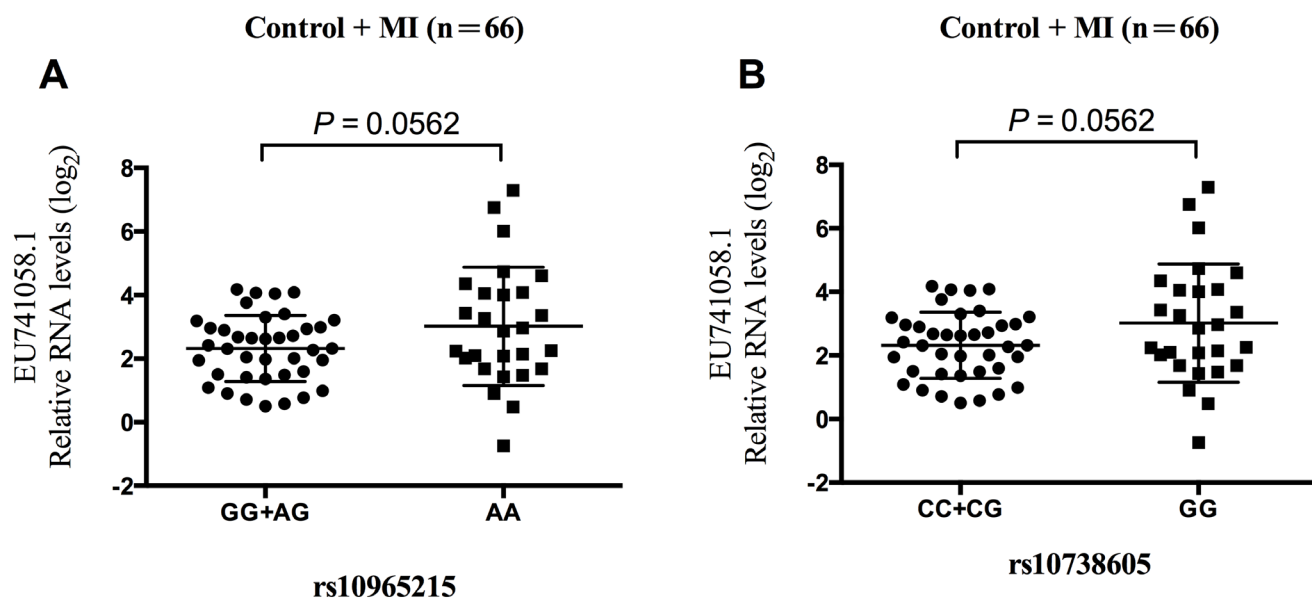 Control + MI (n=66)
A
P = 0.0562
EU741058.1
Relative RNA levels (log2)
8
6
4
2
0
-2
GG+AG
AA
rs10965215
Control + MI (n=66)
B
P = 0.0562
EU741058.1
Relative RNA levels (log2)
8
6
4
2
0
-2
CC+CG
GG
rs10738605